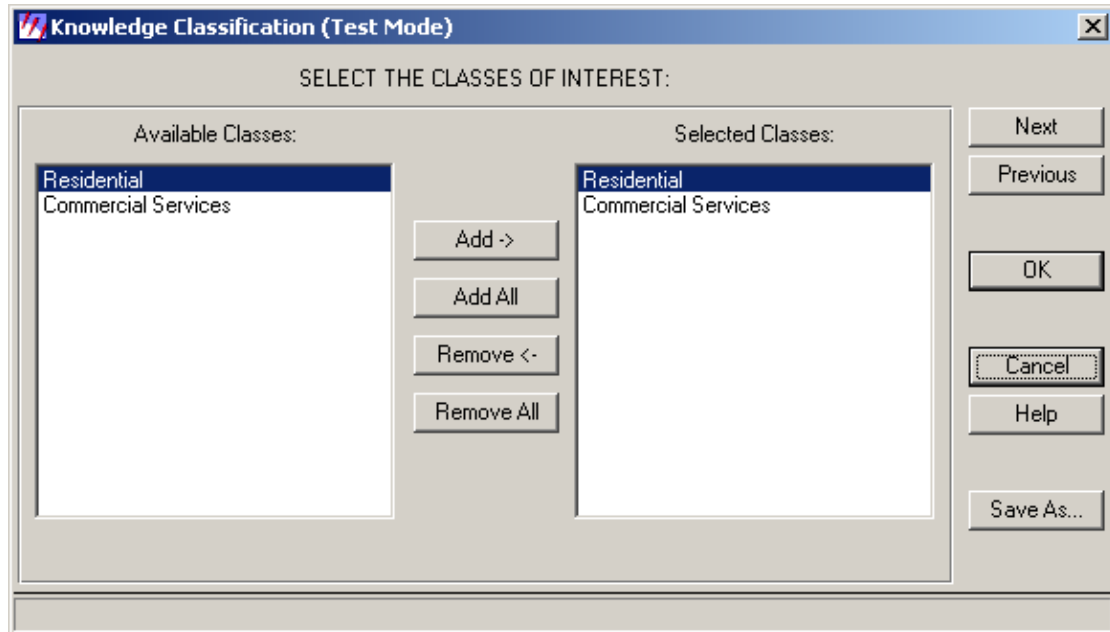 Knowledge Classification (Test Mode)
SELECT THE CLASSES OF INTEREST:
Available Classes:
Residential
Commercial Services
Add ->
Add All
Remove <-
Remove All
Selected Classes:
Residential
Commercial Services
Next
Previous
OK
Cancel
Help
Save As...